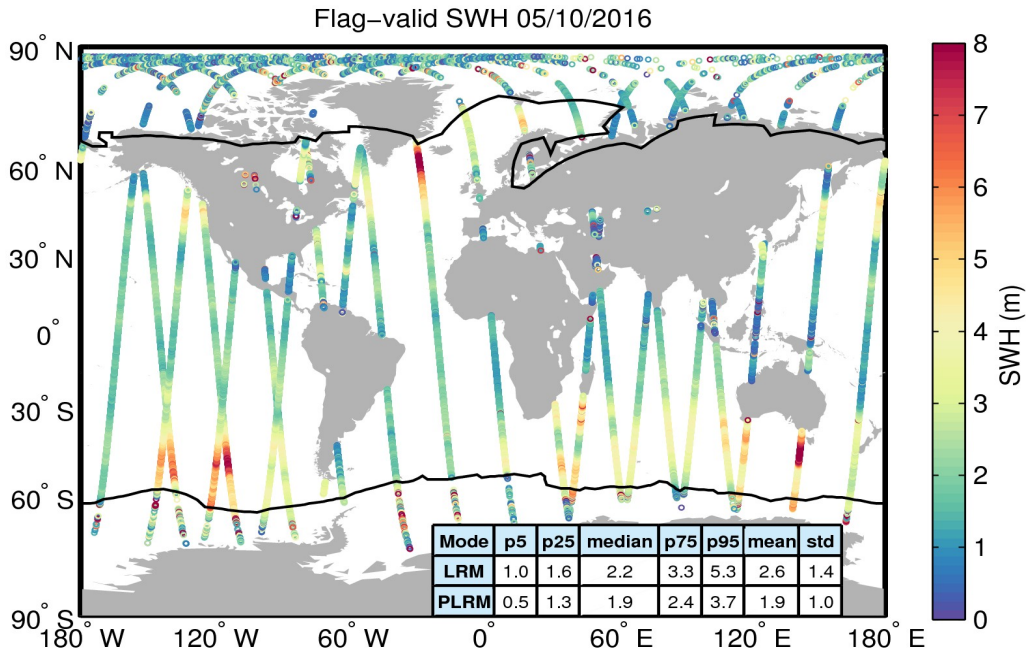 Flag−valid SWH 05/10/2016
90° N
60° N
30° N
0°
30° S
60° S
90° S
180° W
120° W
60° W
0°
60° E
120° E
180° E
8
7
6
5
4
3
2
1
0
SWH (m)
Mode p5 p25 median p75 p95 mean std
LRM 1.0 1.6 2.2 3.3 5.3 2.6 1.4
PLRM 0.5 1.3 1.9 2.4 3.7 1.9 1.0